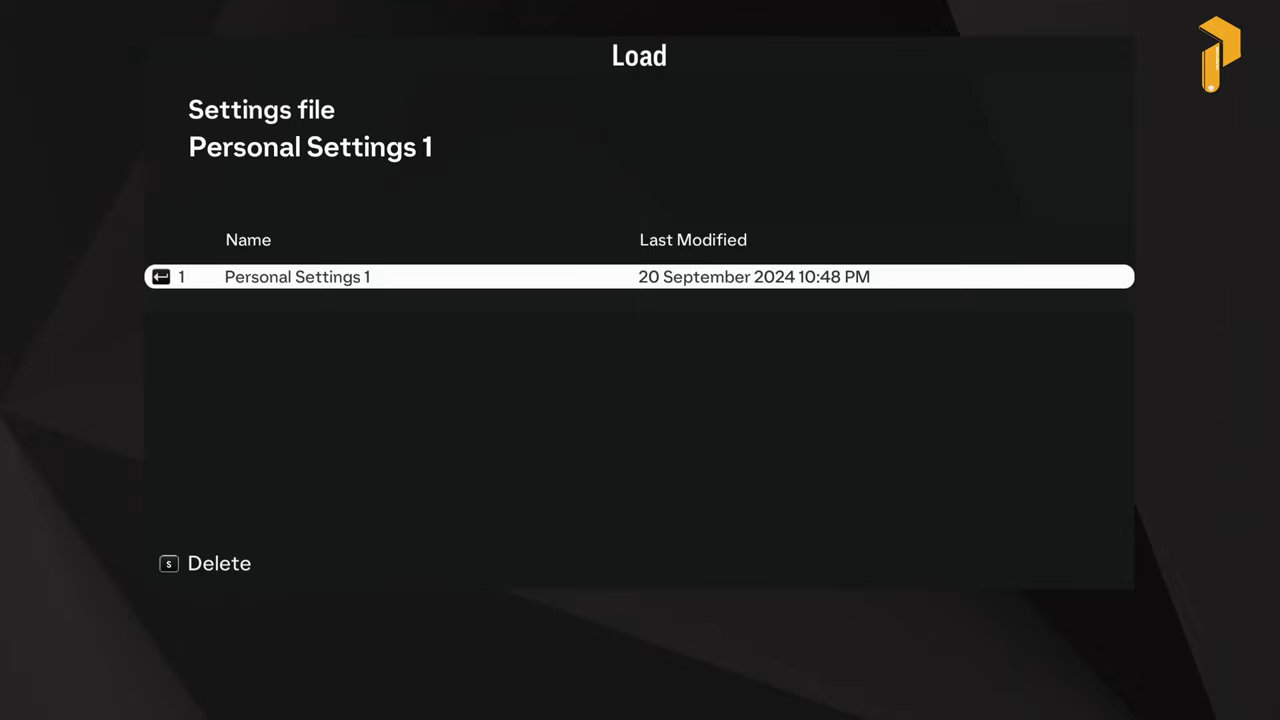 Load
Settings file
Personal Settings 1
Name Last Modified
1 Personal Settings 1 20 September 2024 10:48 PM
S Delete